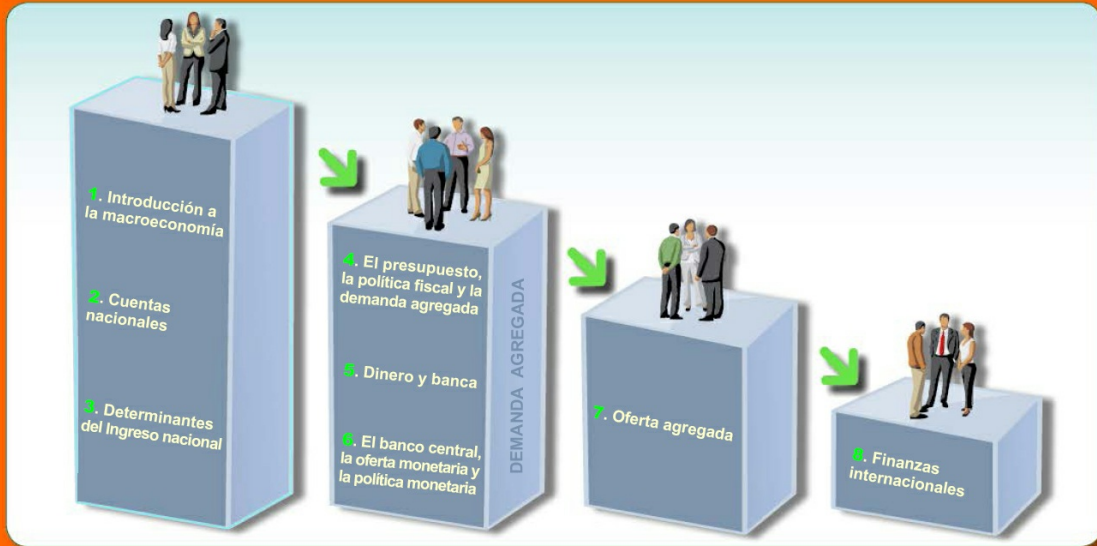 1. Introducción a
la macroeconomía
2. Cuentas
nacionales
3. Determinantes
del Ingreso nacional
4. El presupuesto,
la política fiscal y la
demanda agregada
5. Dinero y banca
6. El banco central,
la oferta monetaria y
la política monetaria
DEMANDA AGREGADA
7. Oferta agregada
8. Finanzas
internacionales